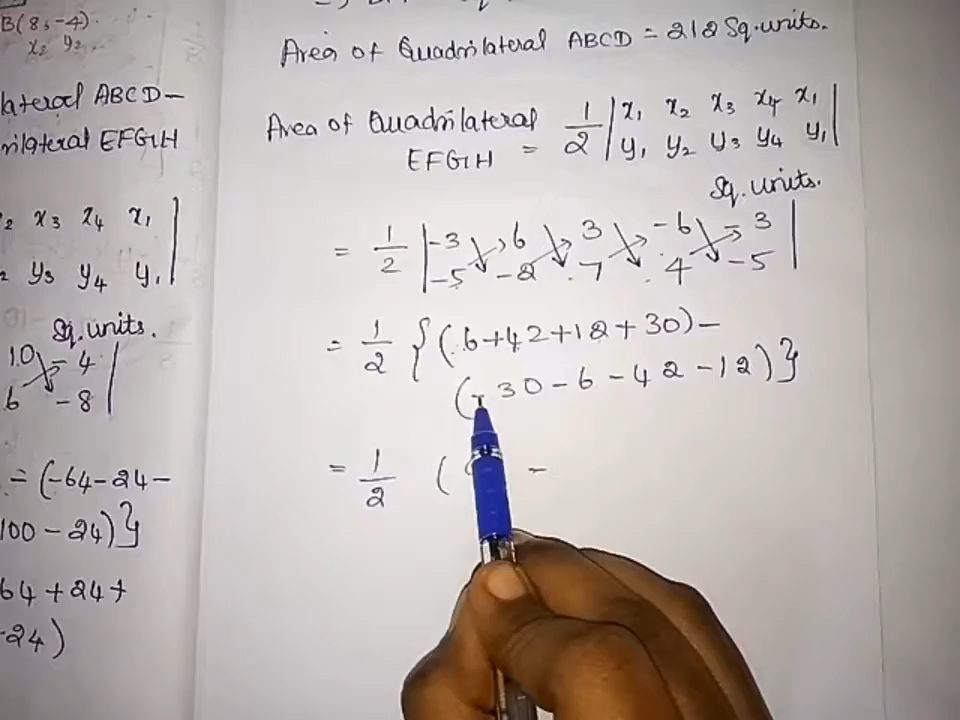 B(8,-4)
x₂ y₂
lateral ABCD -
rilateral EFGH
₂ x₃ x₄ x₁ |
₂ y₃ y₄ y₁ |
Sq.units.
10 -4 |
6 -8 |
= (-64-24-
100-24)}
64+24+
-24)
Area of Quadrilateral ABCD = 212 Sq.units.
Area of Quadrilateral
EFGH = 1/2 | x₁ x₂ x₃ x₄ x₁ |
| y₁ y₂ y₃ y₄ y₁ |
Sq.units.
= 1/2 | -3 6 3 -6 -3 |
| -5 -2 7 4 -5 |
= 1/2 {(6+42+12+30)-
(-30-6-42-12)}
= 1/2 ( -